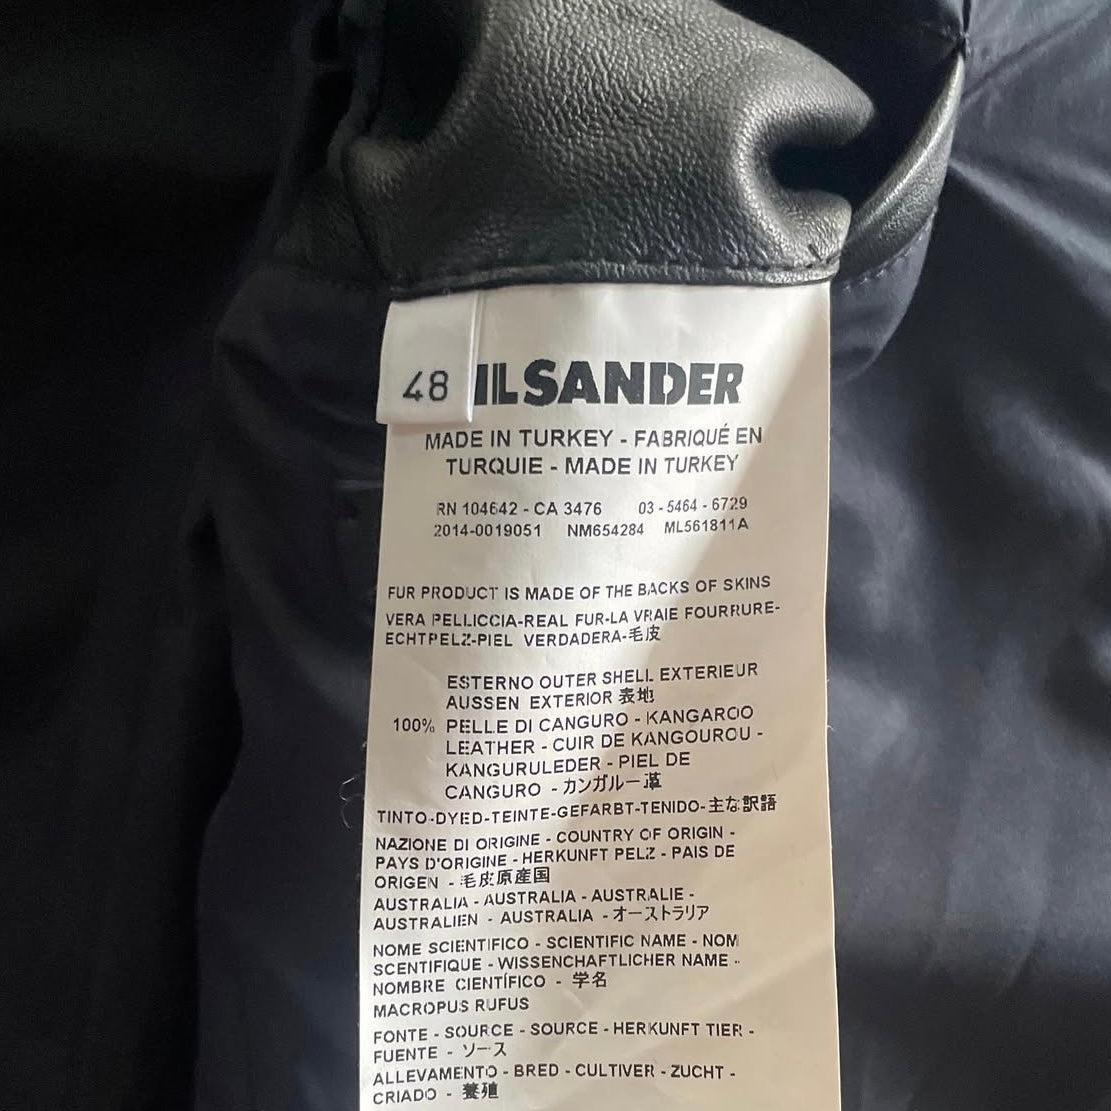 48
IL SANDER
MADE IN TURKEY - FABRIQUÉ EN
TURQUIE - MADE IN TURKEY
RN 104642 - CA 3476 03 - 5464 - 6729
2014-0019051 NM654284 ML561811A
FUR PRODUCT IS MADE OF THE BACKS OF SKINS
VERA PELLICCIA-REAL FUR-LA VRAIE FOURRURE-
ECHTPELZ-PIEL VERDADERA-毛皮
ESTERNO OUTER SHELL EXTERIEUR
AUSSEN EXTERIOR 表地
100% PELLE DI CANGURO - KANGAROO
LEATHER - CUIR DE KANGOUROU -
KANGURULEDER - PIEL DE
CANGURO - カンガルー革
TINTO-DYED-TEINTE-GEFARBT-TENIDO-主な訳語
NAZIONE DI ORIGINE - COUNTRY OF ORIGIN -
PAYS D'ORIGINE - HERKUNFT PELZ - PAIS DE
ORIGEN - 毛皮原産国
AUSTRALIA - AUSTRALIA - AUSTRALIE -
AUSTRALIEN - AUSTRALIA - オーストラリア
NOME SCIENTIFICO - SCIENTIFIC NAME - NOM
SCENTIFIQUE - WISSENCHAFTLICHER NAME -
NOMBRE CIENTÍFICO - 学名
MACROPUS RUFUS
FONTE - SOURCE - SOURCE - HERKUNFT TIER -
FUENTE - ソース
ALLEVAMENTO - BRED - CULTIVER - ZUCHT -
CRIADO - 養殖